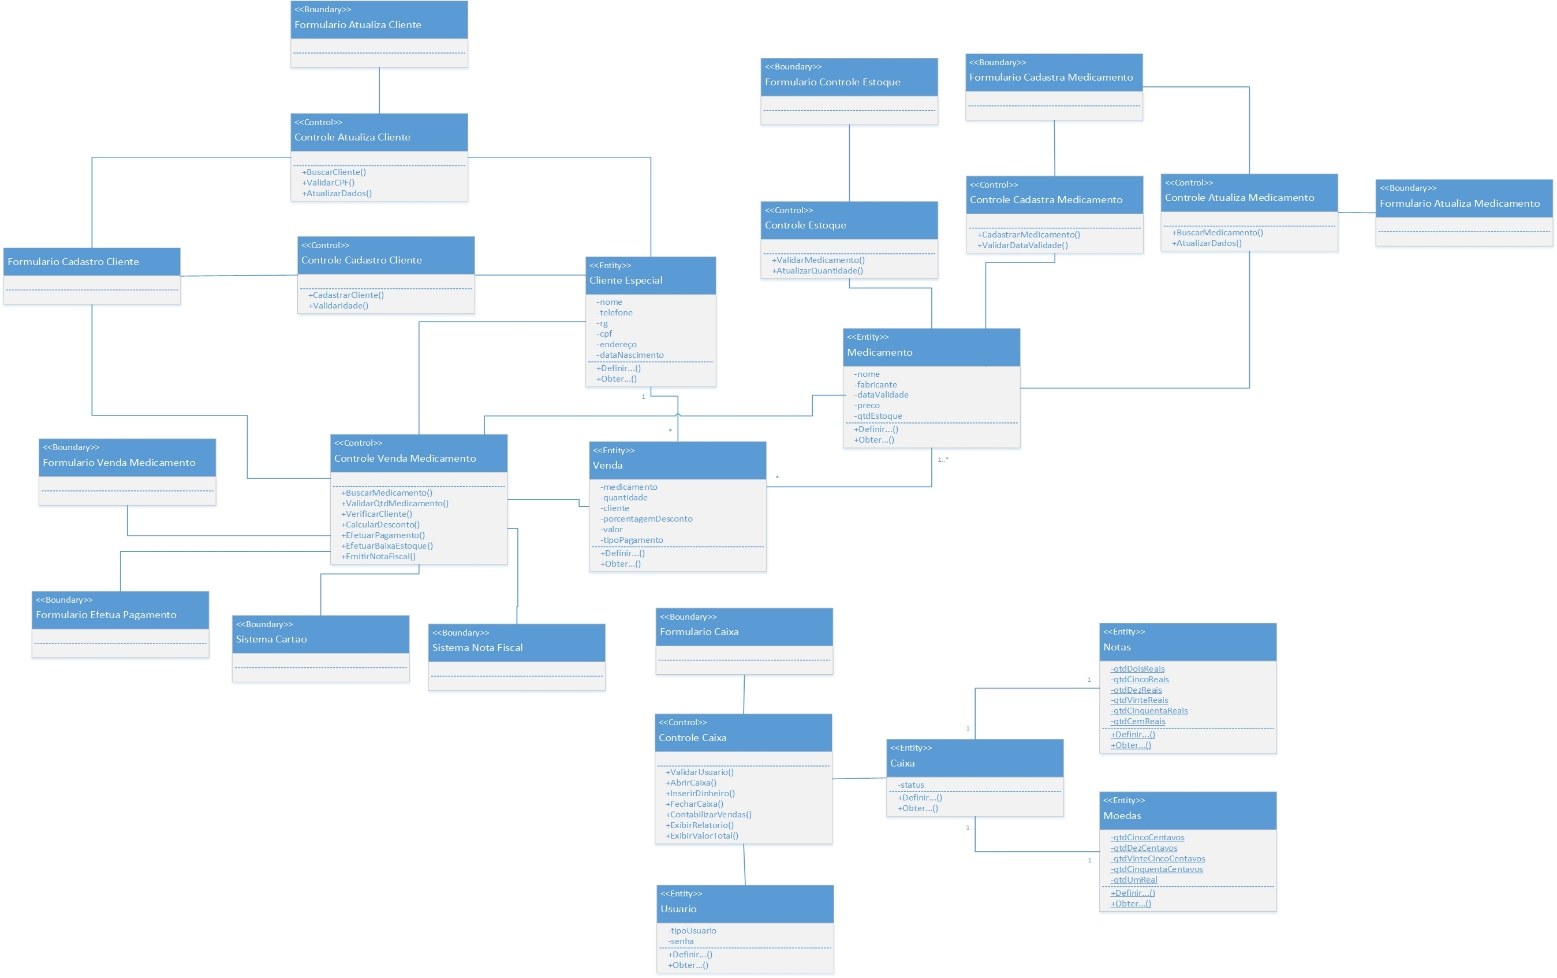 <<Boundary>>
Formulario Atualiza Cliente
<<Control>>
Controle Atualiza Cliente
+BuscarCliente()
+ValidarCPF()
+AtualizarDados()
Formulario Cadastro Cliente
<<Control>>
Controle Cadastro Cliente
+CadastrarCliente()
+ValidarIdade()
<<Entity>>
Cliente Especial
-nome
-telefone
-rg
-cpf
-endereço
-dataNascimento
+Definir...()
+Obter...()
1
*
<<Boundary>>
Formulario Controle Estoque
<<Control>>
Controle Estoque
+ValidarMedicamento()
+AtualizarQuantidade()
<<Boundary>>
Formulario Cadastra Medicamento
<<Control>>
Controle Cadastra Medicamento
+CadastrarMedicamento()
+ValidarDataValidade()
<<Control>>
Controle Atualiza Medicamento
+BuscarMedicamento()
+AtualizarDados()
<<Boundary>>
Formulario Atualiza Medicamento
<<Entity>>
Medicamento
-nome
-fabricante
-dataValidade
-preco
-qtdEstoque
+Definir...()
+Obter...()
1..*
*
<<Boundary>>
Formulario Venda Medicamento
<<Control>>
Controle Venda Medicamento
+BuscarMedicamento()
+ValidarQtdMedicamento()
+VerificarCliente()
+CalcularDesconto()
+EfetuarPagamento()
+EfetuarBaixaEstoque()
+EmitirNotaFiscal()
<<Entity>>
Venda
-medicamento
-quantidade
-cliente
-porcentagemDesconto
-valor
-tipoPagamento
+Definir...()
+Obter...()
<<Boundary>>
Formulario Efetua Pagamento
<<Boundary>>
Sistema Cartao
<<Boundary>>
Sistema Nota Fiscal
<<Boundary>>
Formulario Caixa
<<Control>>
Controle Caixa
+ValidarUsuario()
+AbrirCaixa()
+InserirDinheiro()
+FecharCaixa()
+ContabilizarVendas()
+ExibirRelatorio()
+ExibirValorTotal()
<<Entity>>
Caixa
-status
+Definir...()
+Obter...()
1
1
1
1
<<Entity>>
Notas
-qtdDoisReais
-qtdCincoReais
-qtdDezReais
-qtdVinteReais
-qtdCinquentaReais
-qtdCemReais
+Definir...()
+Obter...()
<<Entity>>
Moedas
-qtdCincoCentavos
-qtdDezCentavos
-qtdVinteCincoCentavos
-qtdCinquentaCentavos
-qtdUmReal
+Definir...()
+Obter...()
<<Entity>>
Usuario
-tipoUsuario
-senha
+Definir...()
+Obter...()